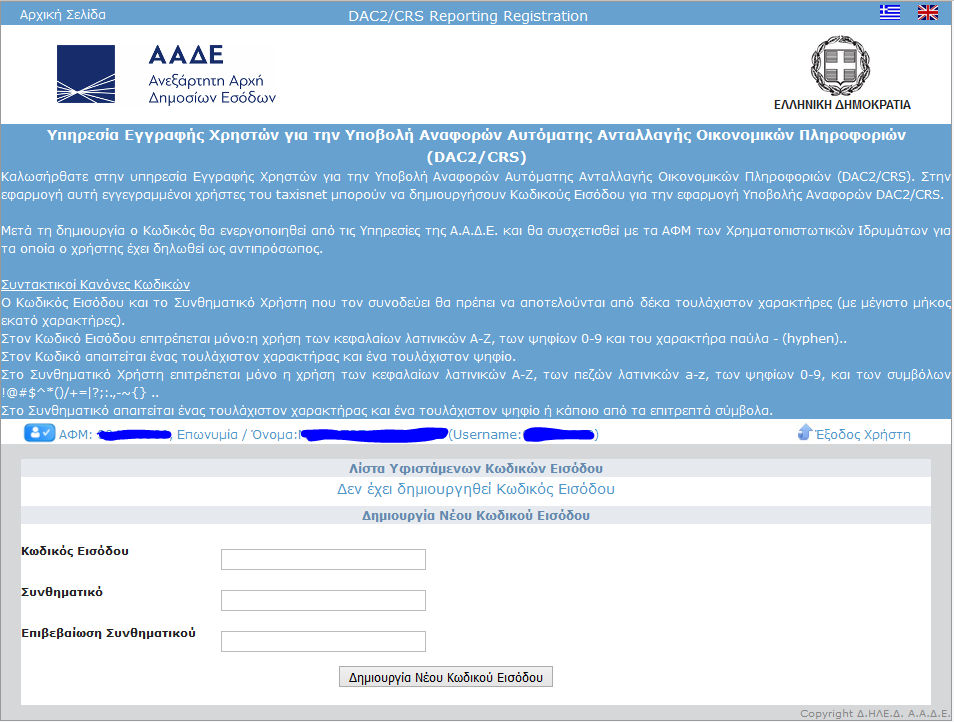 Αρχική Σελίδα
DAC2/CRS Reporting Registration
ΑΑΔΕ
Ανεξάρτητη Αρχή
Δημοσίων Εσόδων
ΕΛΛΗΝΙΚΗ ΔΗΜΟΚΡΑΤΙΑ
Υπηρεσία Εγγραφής Χρηστών για την Υποβολή Αναφορών Αυτόματης Ανταλλαγής Οικονομικών Πληροφοριών
(DAC2/CRS)
Καλωσήρθατε στην υπηρεσία Εγγραφής Χρηστών για την Υποβολή Αναφορών Αυτόματης Ανταλλαγής Οικονομικών Πληροφοριών (DAC2/CRS). Στην
εφαρμογή αυτή εγγεγραμμένοι χρήστες του taxisnet μπορούν να δημιουργήσουν Κωδικούς Εισόδου για την εφαρμογή Υποβολής Αναφορών DAC2/CRS.
Μετά τη δημιουργία ο Κωδικός θα ενεργοποιηθεί από τις Υπηρεσίες της Α.Α.Δ.Ε. και θα συσχετισθεί με τα ΑΦΜ των Χρηματοπιστωτικών Ιδρυμάτων για
τα οποία ο χρήστης έχει δηλωθεί ως αντιπρόσωπος.
Συντακτικοί Κανόνες Κωδικών
Ο Κωδικός Εισόδου και το Συνθηματικό Χρήστη που τον συνοδεύει θα πρέπει να αποτελούνται από δέκα τουλάχιστον χαρακτήρες (με μέγιστο μήκος
εκατό χαρακτήρες).
Στον Κωδικό Εισόδου επιτρέπεται μόνο:η χρήση των κεφαλαίων λατινικών A-Z, των ψηφίων 0-9 και του χαρακτήρα παύλα - (hyphen)..
Στον Κωδικό απαιτείται ένας τουλάχιστον χαρακτήρας και ένα τουλάχιστον ψηφίο.
Στο Συνθηματικό Χρήστη επιτρέπεται μόνο η χρήση των κεφαλαίων λατινικών A-Z, των πεζών λατινικών a-z, των ψηφίων 0-9, και των συμβόλων
!@#$^*()/+=|?;:.,-~{} ..
Στο Συνθηματικό απαιτείται ένας τουλάχιστον χαρακτήρας και ένα τουλάχιστον ψηφίο ή κάποιο από τα επιτρεπτά σύμβολα.
ΑΦΜ: , Επωνυμία / Όνομα: (Username: )
Έξοδος Χρήστη
Λίστα Υφιστάμενων Κωδικών Εισόδου
Δεν έχει δημιουργηθεί Κωδικός Εισόδου
Δημιουργία Νέου Κωδικού Εισόδου
Κωδικός Εισόδου
Συνθηματικό
Επιβεβαίωση Συνθηματικού
Δημιουργία Νέου Κωδικού Εισόδου
Copyright Δ.ΗΛΕ.Δ. Α.Α.Δ.Ε.